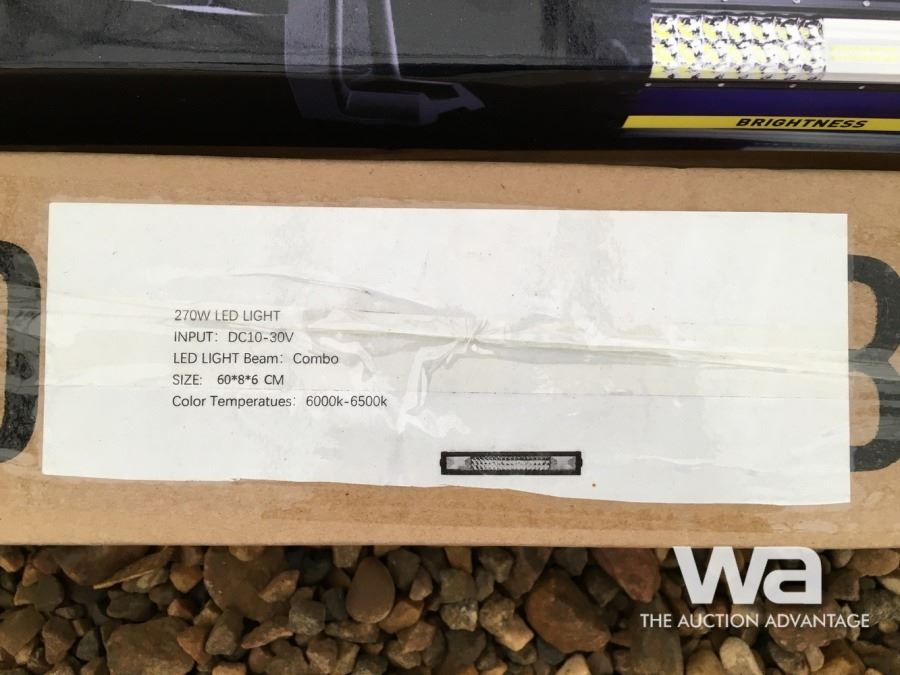 BRIGHTNESS
270W LED LIGHT
INPUT: DC10-30V
LED LIGHT Beam: Combo
SIZE: 60*8*6 CM
Color Temperatues: 6000k-6500k
B
wa
THE AUCTION ADVANTAGE